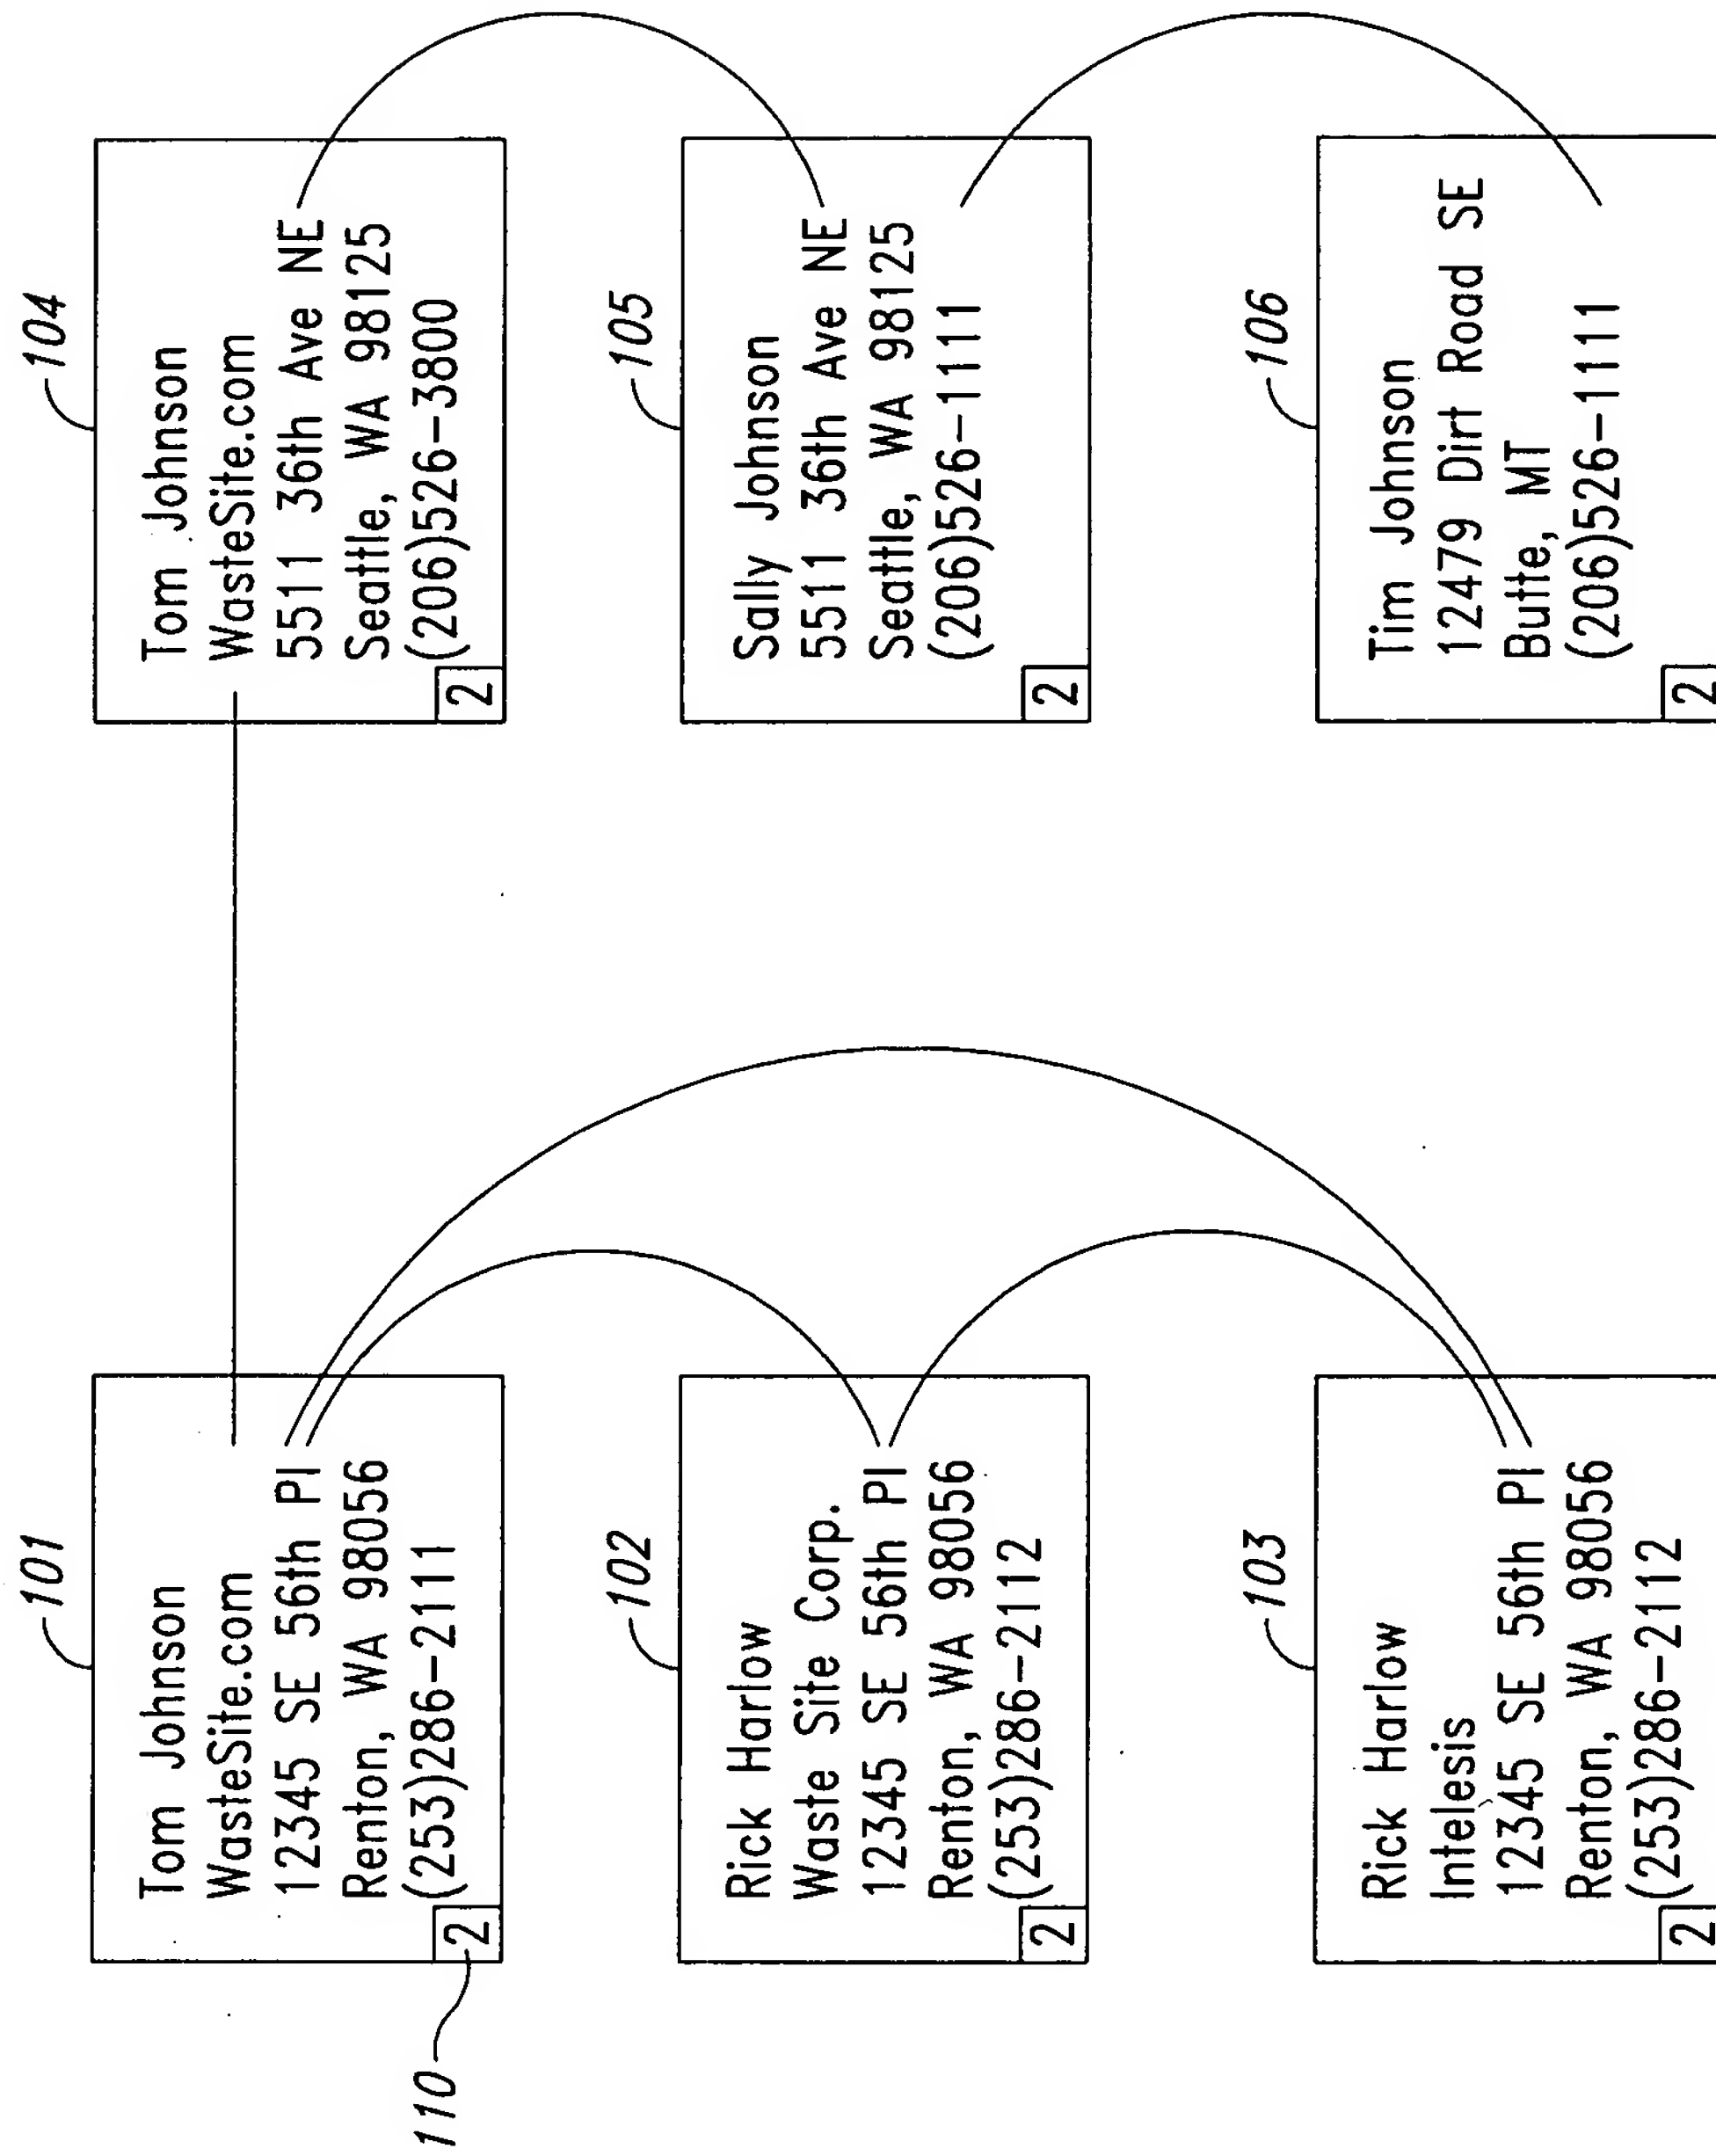 101
Tom Johnson
WasteSite.com
12345 SE 56th Pl
Renton, WA 98056
(253)286-2111
2
110
102
Rick Harlow
Waste Site Corp.
12345 SE 56th Pl
Renton, WA 98056
(253)286-2112
2
103
Rick Harlow
Intelesis
12345 SE 56th Pl
Renton, WA 98056
(253)286-2112
2
104
Tom Johnson
WasteSite.com
5511 36th Ave NE
Seattle, WA 98125
(206)526-3800
2
105
Sally Johnson
5511 36th Ave NE
Seattle, WA 98125
(206)526-1111
2
106
Tim Johnson
12479 Dirt Road SE
Butte, MT
(206)526-1111
2